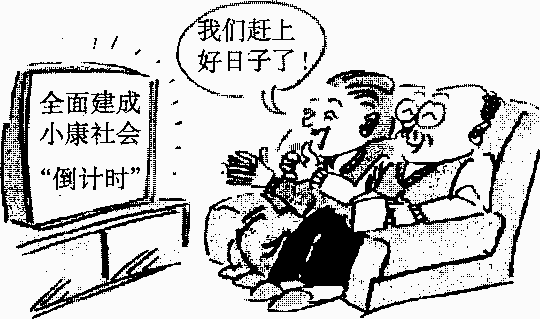 我们赶上
好日子了！
全面建成
小康社会
“倒计时”